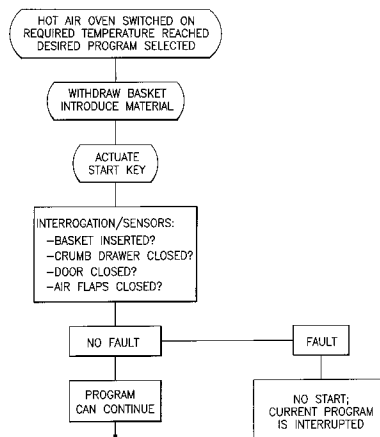 HOT AIR OVEN SWITCHED ON
REQUIRED TEMPERATURE REACHED
DESIRED PROGRAM SELECTED
WITHDRAW BASKET
INTRODUCE MATERIAL
ACTUATE
START KEY
INTERROGATION/SENSORS:
-BASKET INSERTED?
-CRUMB DRAWER CLOSED?
-DOOR CLOSED?
-AIR FLAPS CLOSED?
NO FAULT
FAULT
PROGRAM
CAN CONTINUE
NO START;
CURRENT PROGRAM
IS INTERRUPTED